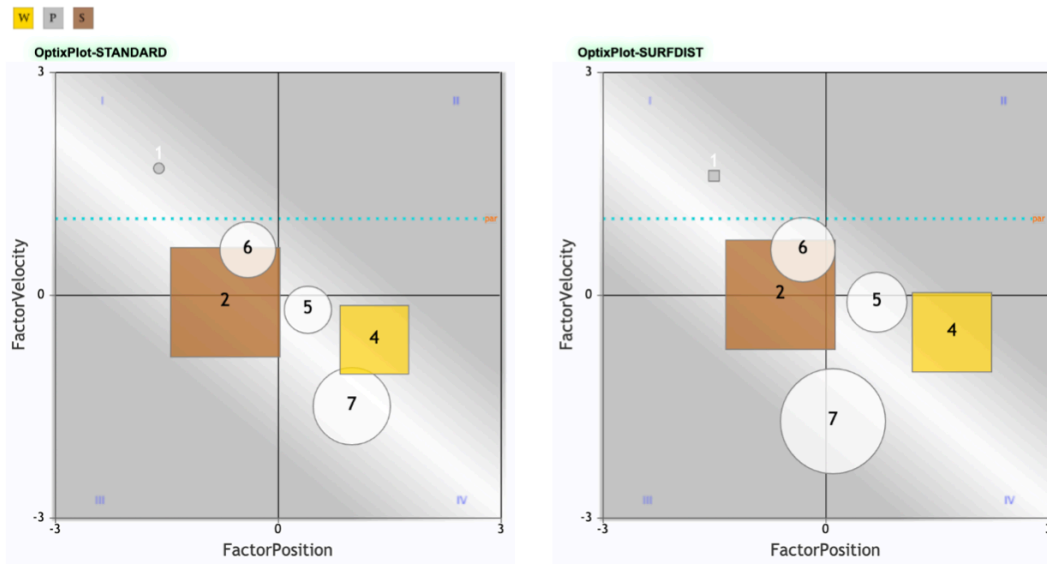 W P S
OptixPlot-STANDARD
3
I
II
1
par
6
2
0
5
4
7
III
IV
-3
-3
0
3
FactorVelocity
FactorPosition
OptixPlot-SURFDIST
3
I
II
1
par
6
2
0
5
4
7
III
IV
-3
-3
0
FactorVelocity
FactorPosition